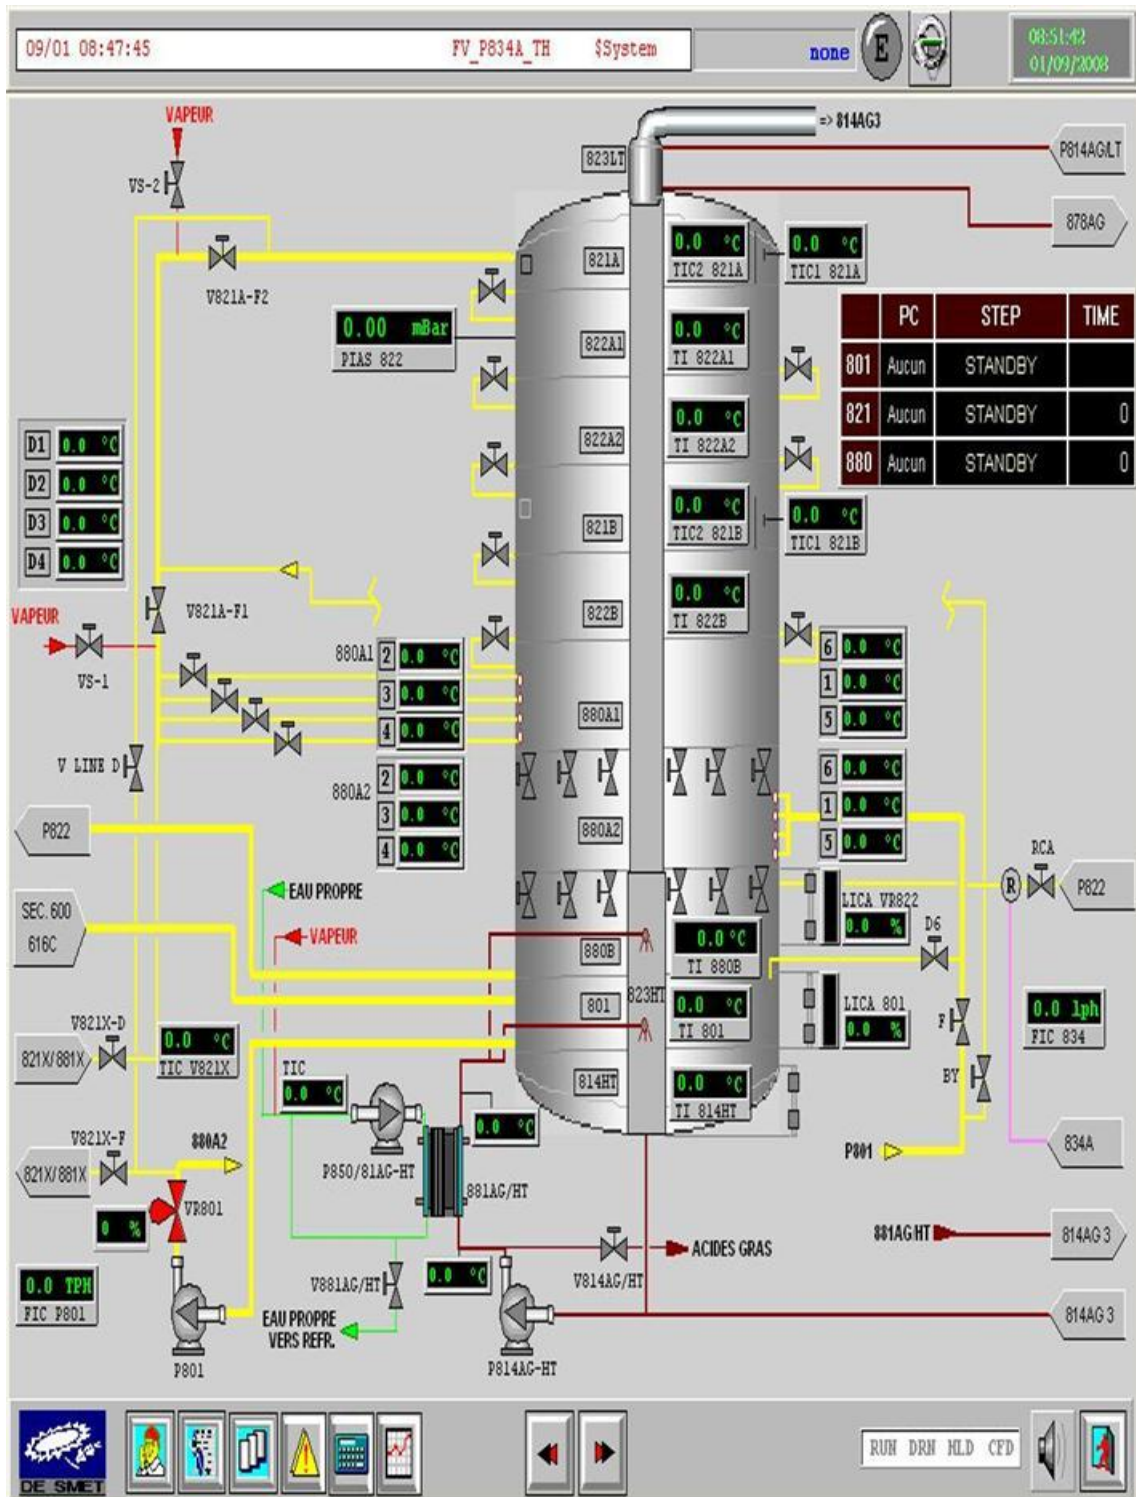 09/01 08:47:45 FV_P834A_TH $System none E 08:51:42
01/09/2008
VAPEUR
=> 814AG3
823LT
P814AG/LT
VS-2
878AG
821A
0.0 °C
TIC2 821A
0.0 °C
TIC1 821A
V821A-F2
PC STEP TIME
801 Aucun STANDBY
821 Aucun STANDBY 0
880 Aucun STANDBY 0
0.00 mBar
PIAS 822
822A1
0.0 °C
TI 822A1
822A2
0.0 °C
TI 822A2
D1 0.0 °C
D2 0.0 °C
D3 0.0 °C
D4 0.0 °C
821B
0.0 °C
TIC2 821B
0.0 °C
TIC1 821B
822B
0.0 °C
TI 822B
V821A-F1
VAPEUR
VS-1
880A1
2 0.0 °C
3 0.0 °C
4 0.0 °C
6 0.0 °C
1 0.0 °C
5 0.0 °C
880A1
V LINE D
880A2
2 0.0 °C
3 0.0 °C
4 0.0 °C
880A2
6 0.0 °C
1 0.0 °C
5 0.0 °C
P822
RCA
R
P822
EAU PROPRE
SEC. 600
616C
VAPEUR
LICA VR822
0.0 %
D6
880B
0.0 °C
TI 880B
823HT
801
0.0 °C
TI 801
LICA 801
0.0 %
F
0.0 lph
FIC 834
V821X-D
821X/881X
0.0 °C
TIC V821X
TIC
0.0 °C
814HT
0.0 °C
TI 814HT
BY
V821X-F
821X/881X
880A2
P850/81AG-HT
0.0 °C
881AG/HT
P801
834A
VR801
0 %
881AG/HT
814AG 3
ACIDES GRAS
V814AG/HT
V881AG/HT
0.0 °C
0.0 TPH
FIC P801
EAU PROPRE
VERS REFR.
814AG 3
P801
P814AG-HT
DE SMET
RUN DRN HLD CFD